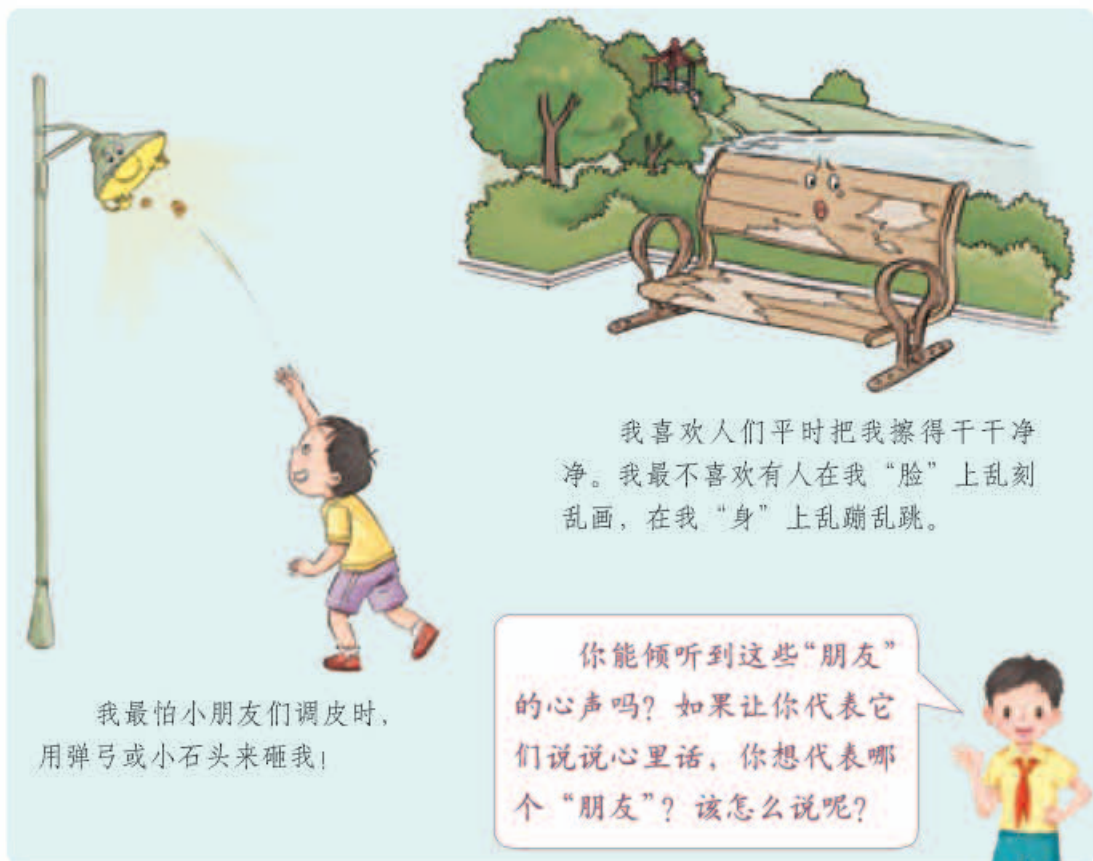 我喜欢人们平时把我擦得干干净
净。我最不喜欢有人在我“脸”上乱刻
乱画，在我“身”上乱蹦乱跳。
我最怕小朋友们调皮时，
用弹弓或小石头来砸我！
你能倾听到这些“朋友”
的心声吗？如果让你代表它
们说说心里话，你想代表哪
个“朋友”？该怎么说呢？